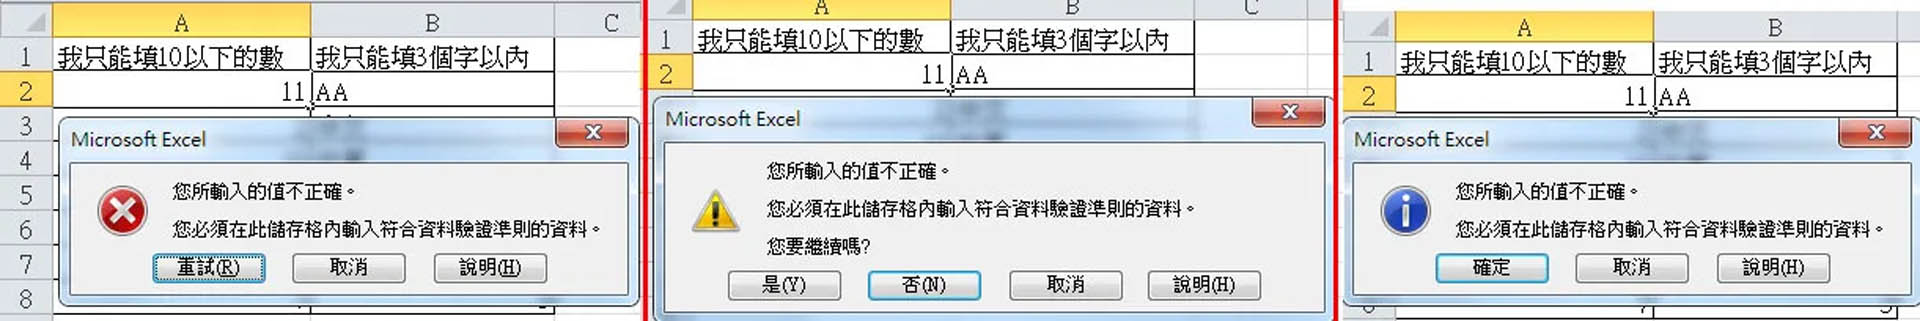 A B C
1 我只能填10以下的數 我只能填3個字以內
2 11 AA
3
4
5
6
7
8
Microsoft Excel
您所輸入的值不正確。
您必須在此儲存格內輸入符合資料驗證準則的資料。
重試(R) 取消 說明(H)
A B C
1 我只能填10以下的數 我只能填3個字以內
2 11 AA
Microsoft Excel
您所輸入的值不正確。
您必須在此儲存格內輸入符合資料驗證準則的資料。
您要繼續嗎?
是(Y) 否(N) 取消 說明(H)
A B
1 我只能填10以下的數 我只能填3個字以內
2 11 AA
Microsoft Excel
您所輸入的值不正確。
您必須在此儲存格內輸入符合資料驗證準則的資料。
確定 取消 說明(H)